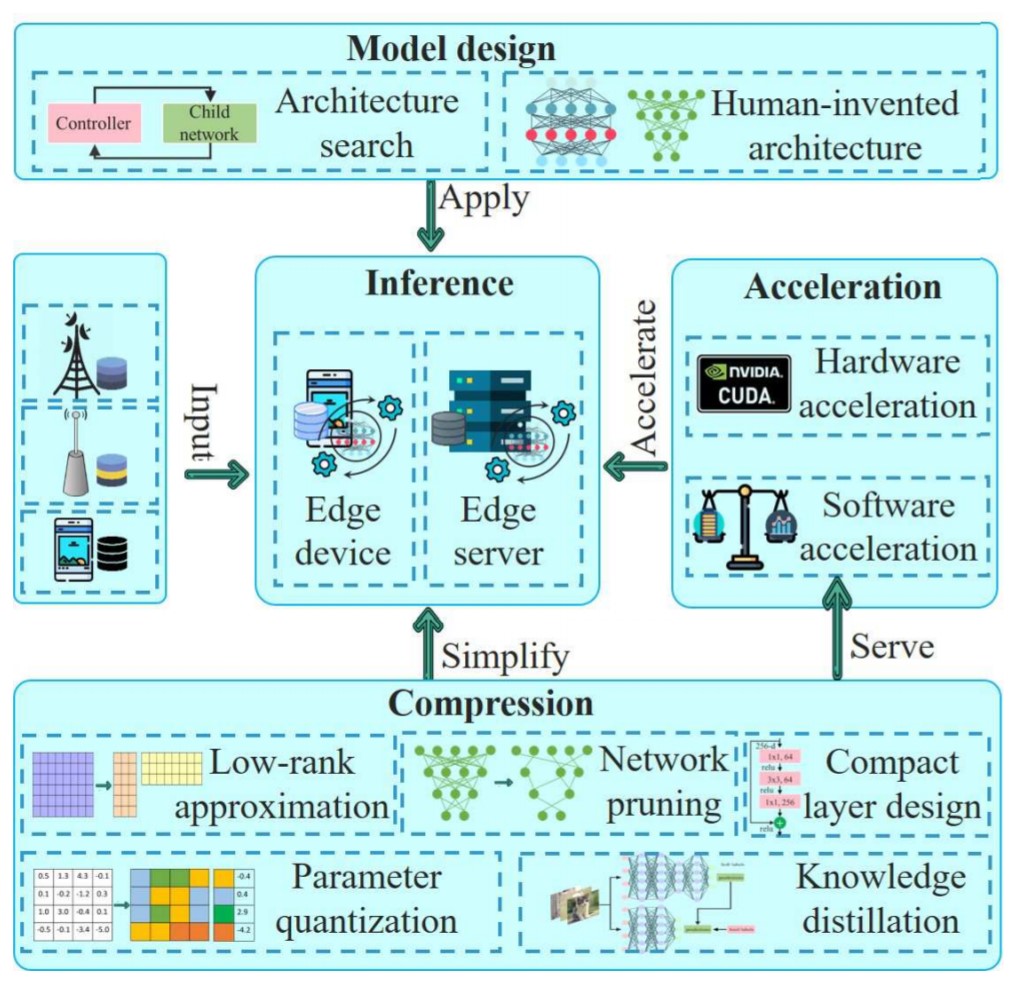 Model design
Controller
Child
network
Architecture
search
Human-invented
architecture
Apply
Input
Inference
Edge
device
Edge
server
Accelerate
Acceleration
NVIDIA.
CUDA.
Hardware
acceleration
Software
acceleration
Simplify
Serve
Compression
Low-rank
approximation
Network
pruning
256-d
1x1, 64
relu
3x3, 64
relu
1x1, 256
+
relu
Compact
layer design
0.5 1.3 4.3 -0.1
0.1 -0.2 -1.2 0.3
1.0 3.0 -0.4 0.1
-0.5 -0.1 -3.4 -5.0
-0.4
0.4
2.9
-4.2
Parameter
quantization
Knowledge
distillation